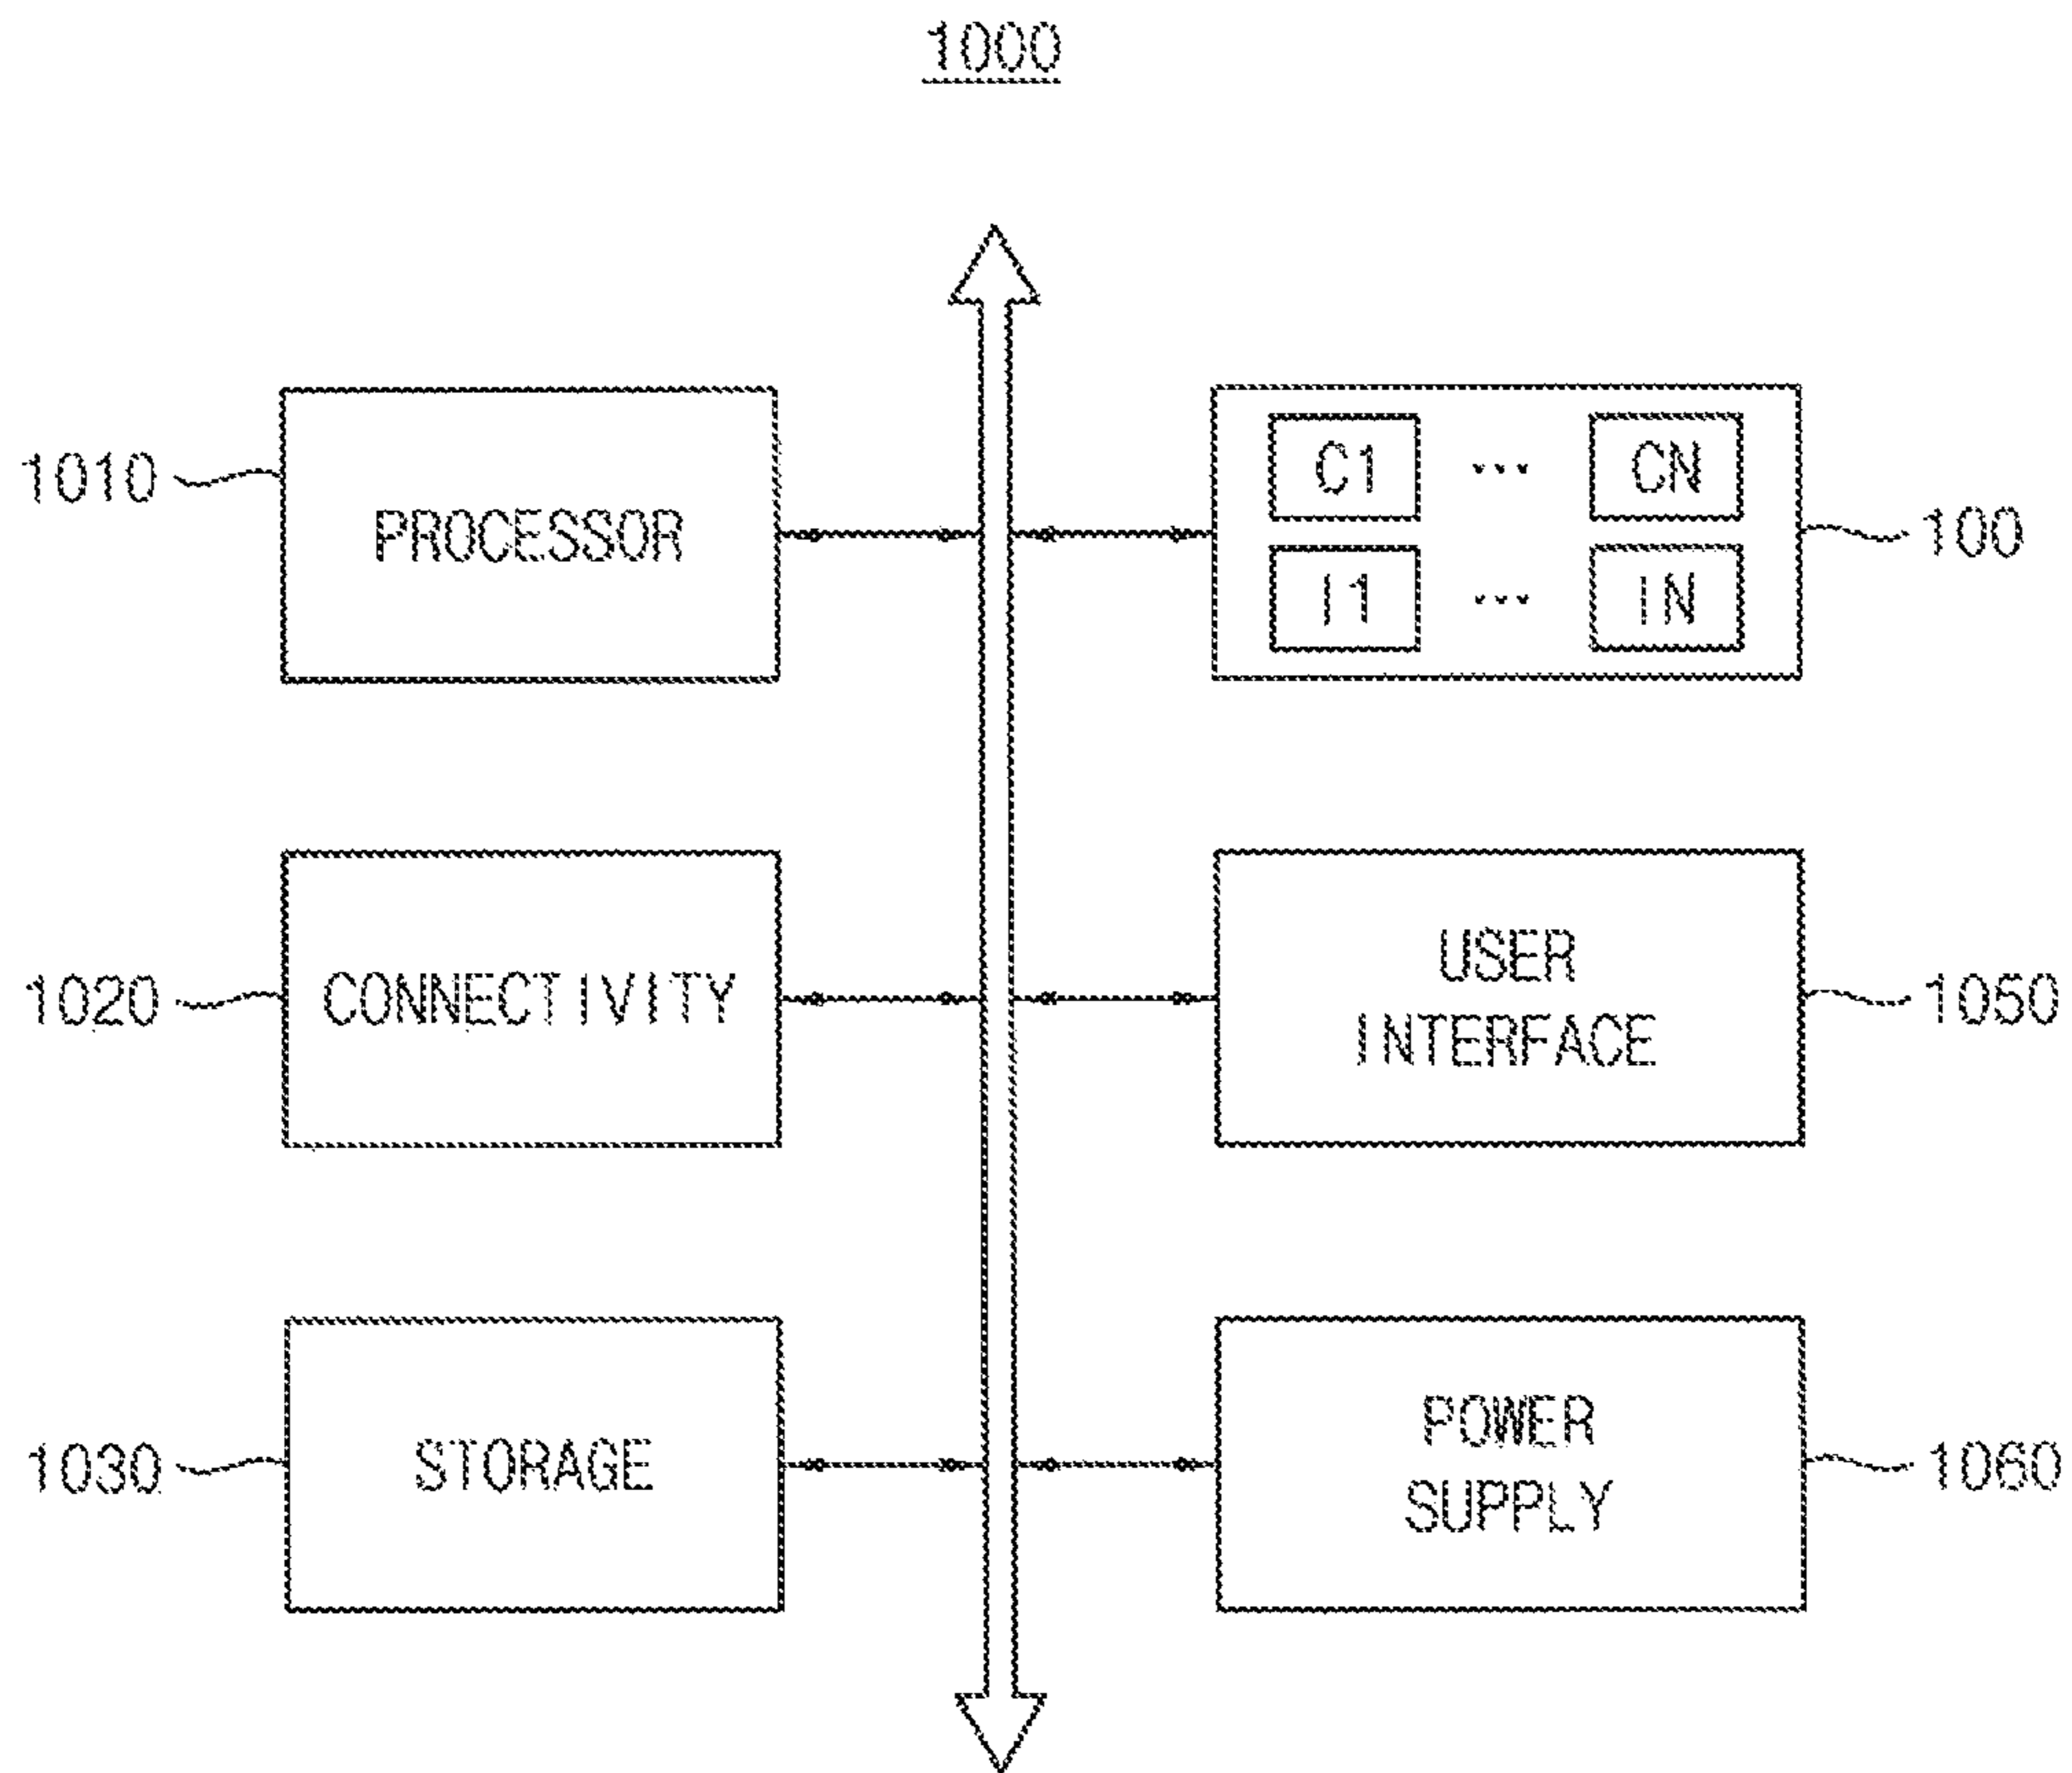 1000
1010
PROCESSOR
C1 ... CN
I1 ... IN
100
1020
CONNECTIVITY
USER
INTERFACE
1050
1030
STORAGE
POWER
SUPPLY
1060